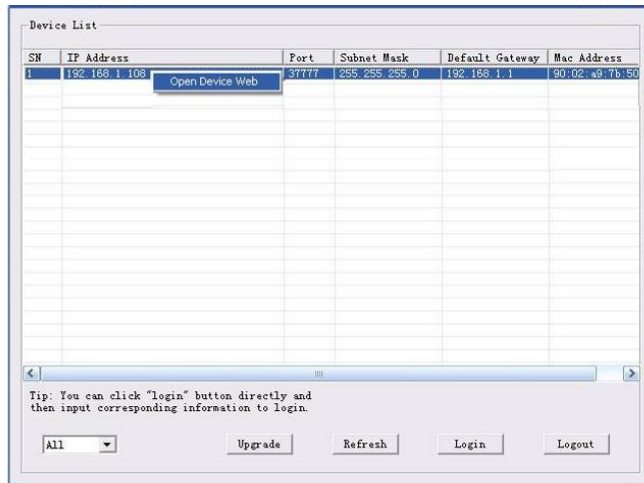 Device List
SN IP Address Port Subnet Mask Default Gateway Mac Address
1 192.168.1.108 37777 255.255.255.0 192.168.1.1 90:02:a9:7b:50
Open Device Web
Tip: You can click "login" button directly and
then input corresponding information to login.
All Upgrade Refresh Login Logout